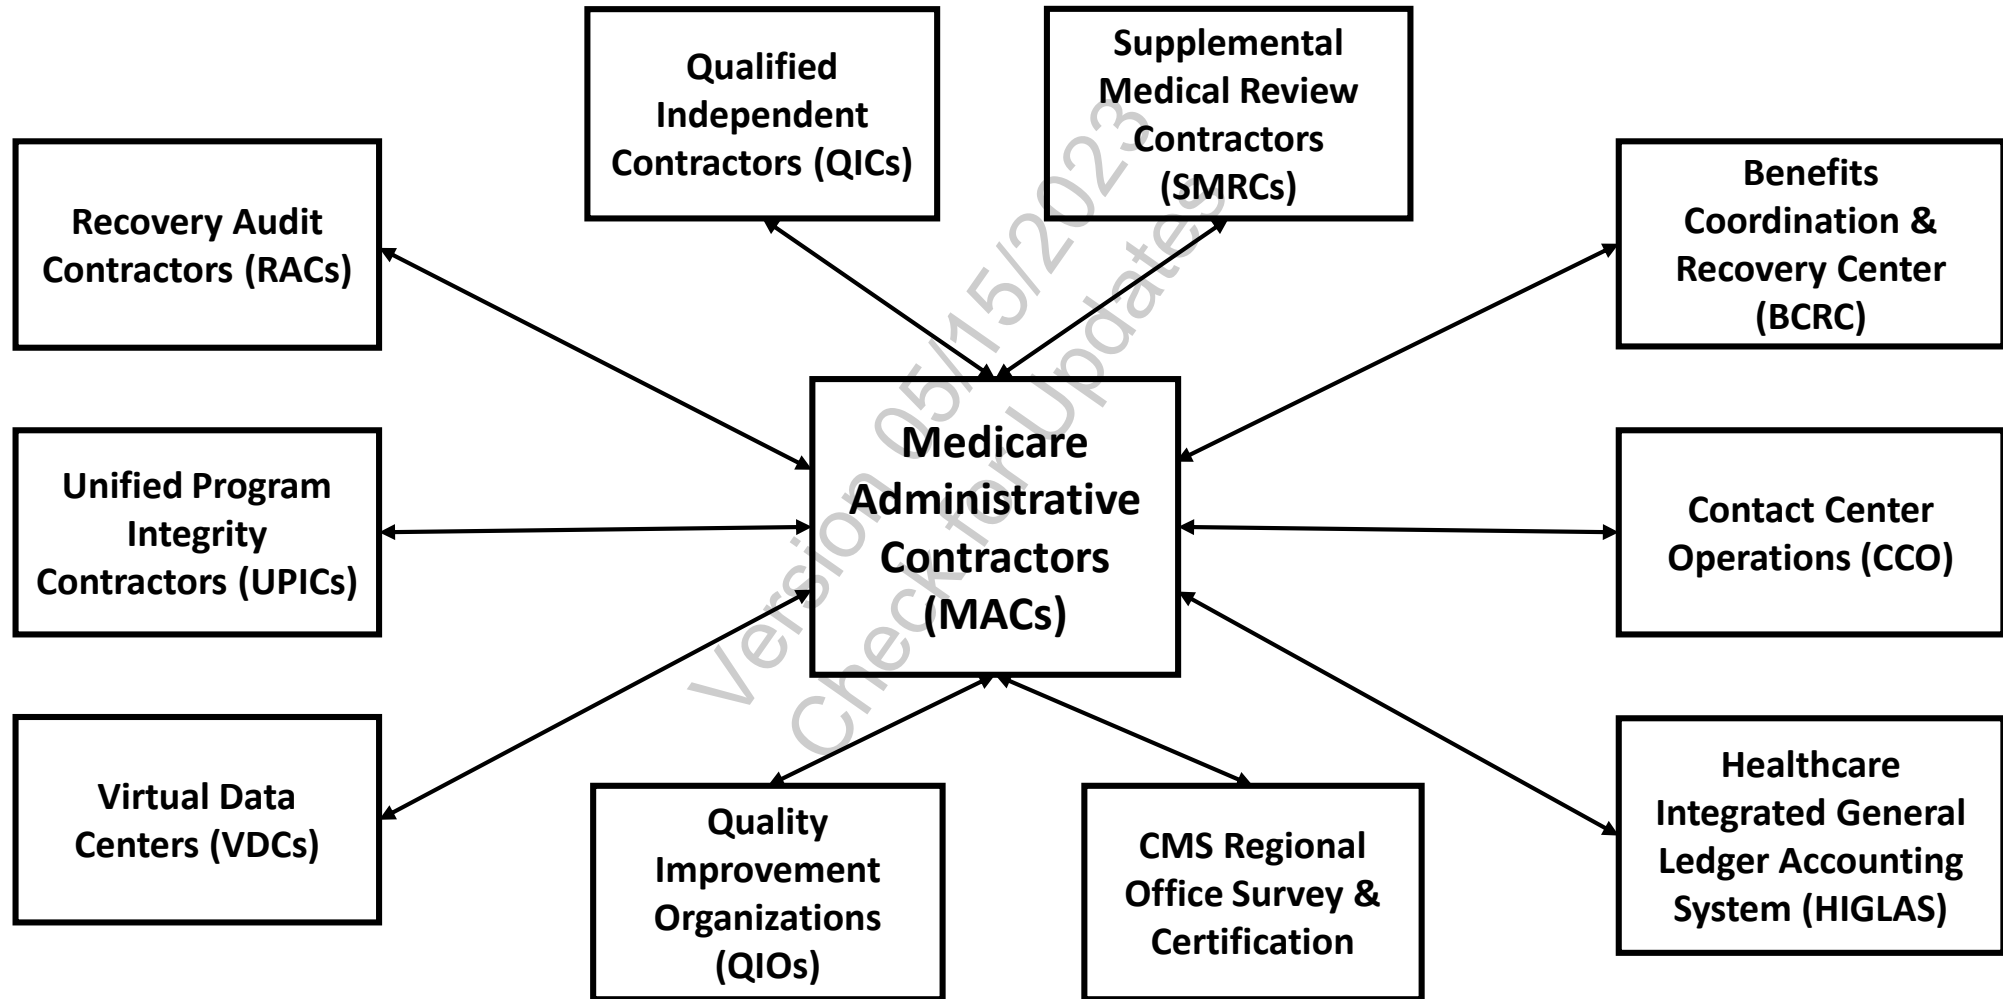 Qualified
Independent
Contractors (QICs)
Supplemental
Medical Review
Contractors
(SMRCs)
Recovery Audit
Contractors (RACs)
Benefits
Coordination &
Recovery Center
(BCRC)
Unified Program
Integrity
Contractors (UPICs)
Medicare
Administrative
Contractors
(MACs)
Contact Center
Operations (CCO)
Virtual Data
Centers (VDCs)
Quality
Improvement
Organizations
(QIOs)
CMS Regional
Office Survey &
Certification
Healthcare
Integrated General
Ledger Accounting
System (HIGLAS)
Version 05/15/2023
Check for Updates